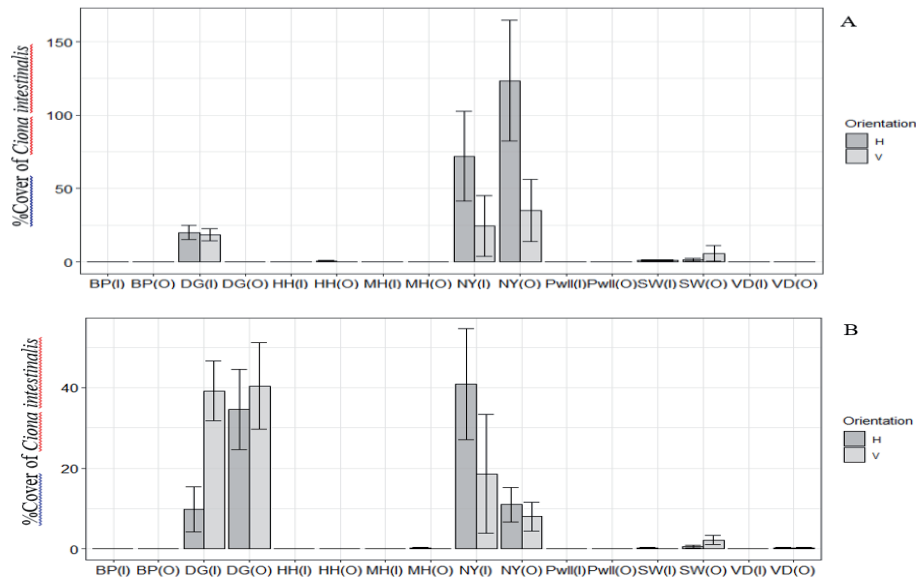 A
%Cover of Ciona intestinalis
150
100
50
0
BP(I) BP(O) DG(I) DG(O) HH(I) HH(O) MH(I) MH(O) NY(I) NY(O) Pwll(I) Pwll(O) SW(I) SW(O) VD(I) VD(O)
Orientation
H
V
B
%Cover of Ciona intestinalis
40
20
0
BP(I) BP(O) DG(I) DG(O) HH(I) HH(O) MH(I) MH(O) NY(I) NY(O) Pwll(I) Pwll(O) SW(I) SW(O) VD(I) VD(O)
Orientation
H
V